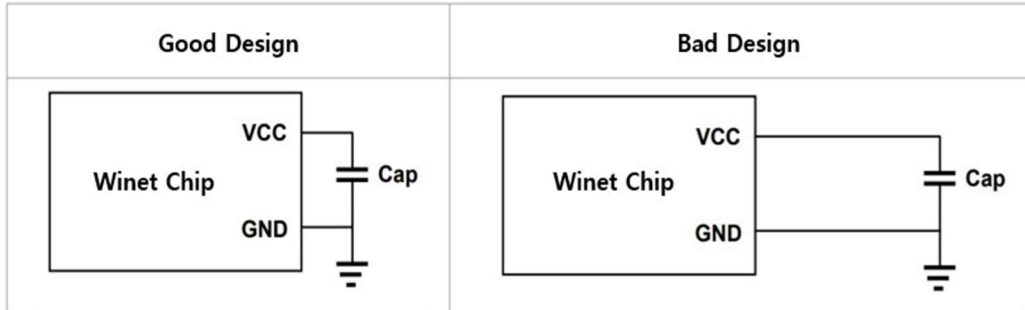 Good Design
Bad Design
VCC
Winet Chip
Cap
GND
VCC
Winet Chip
Cap
GND